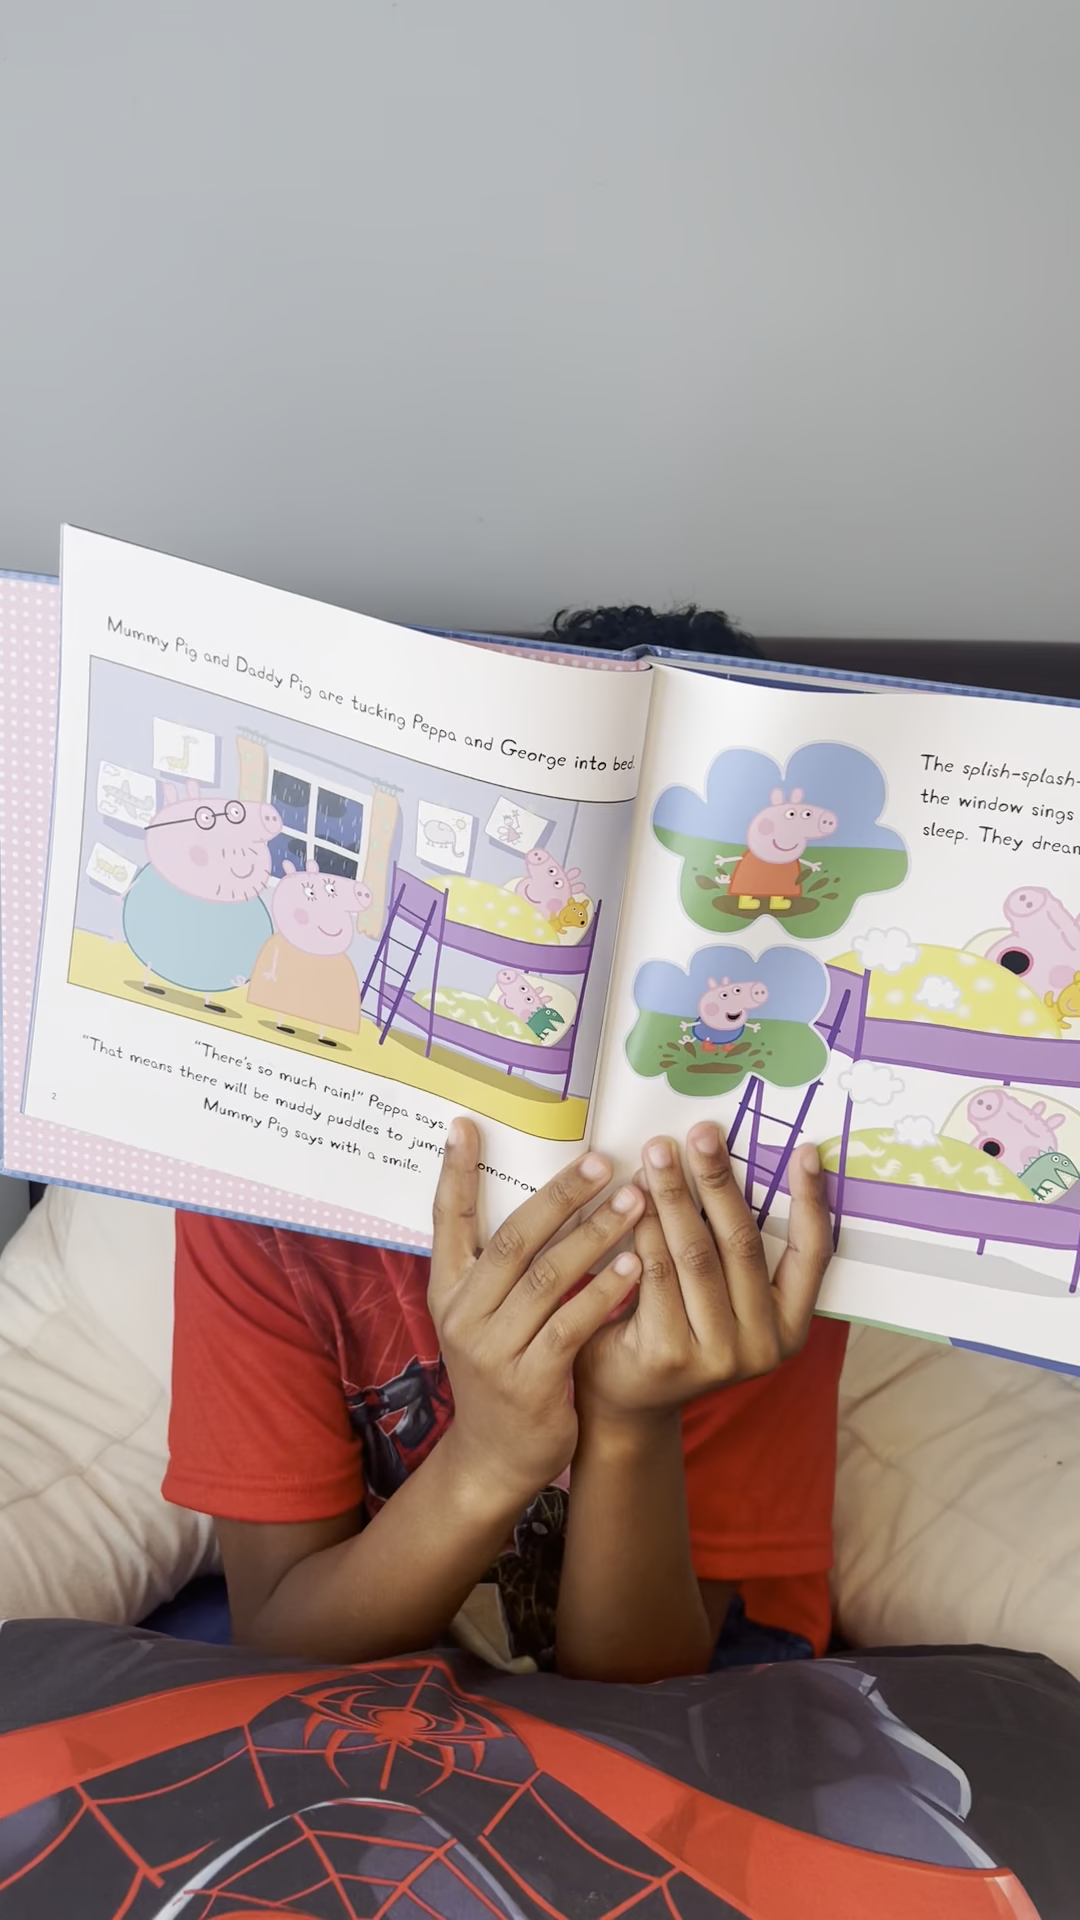 Mummy Pig and Daddy Pig are tucking Peppa and George into bed.
"There's so much rain!" Peppa says.
"That means there will be muddy puddles to jump
Mummy Pig says with a smile.
2
The splish-splash-
the window sings
sleep. They